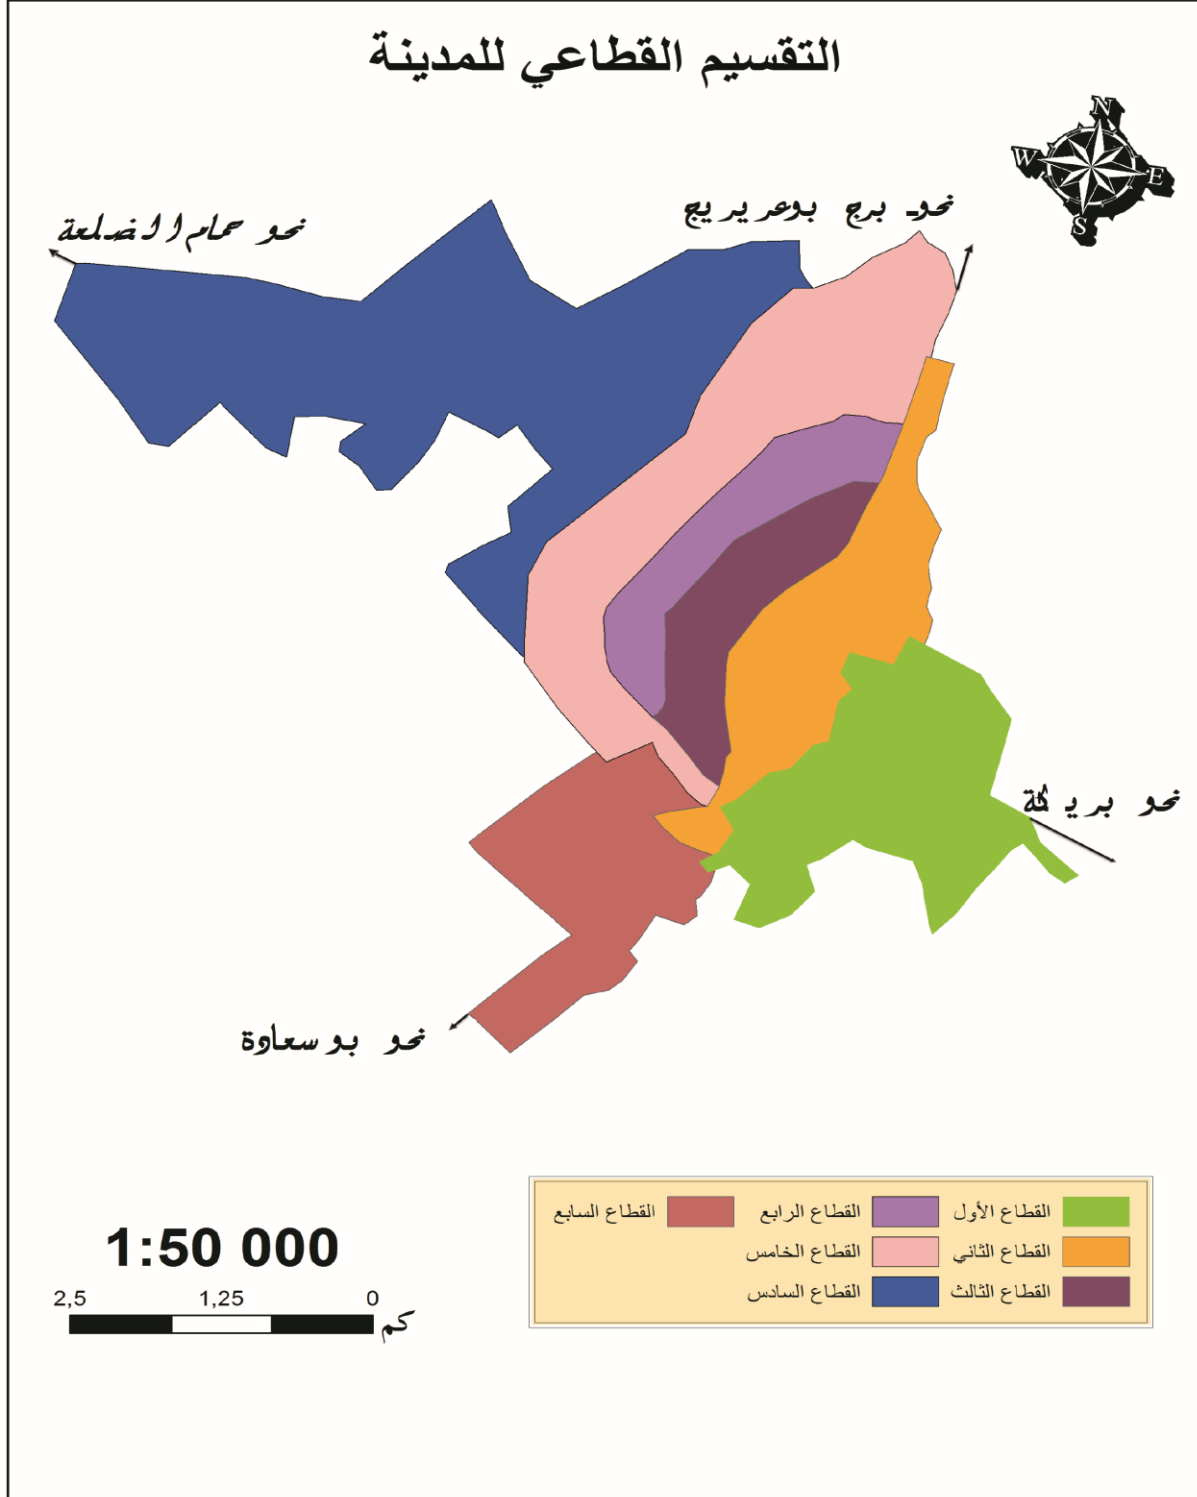 التقسيم القطاعي للمدينة
N
W
E
S
نحو برج بوعريريج
نحو حمام الضلعة
نحو بريكة
نحو بوسعادة
القطاع الأول
القطاع الرابع
القطاع السابع
القطاع الثاني
القطاع الخامس
القطاع الثالث
القطاع السادس
1:50 000
2,5 1,25 0
كم